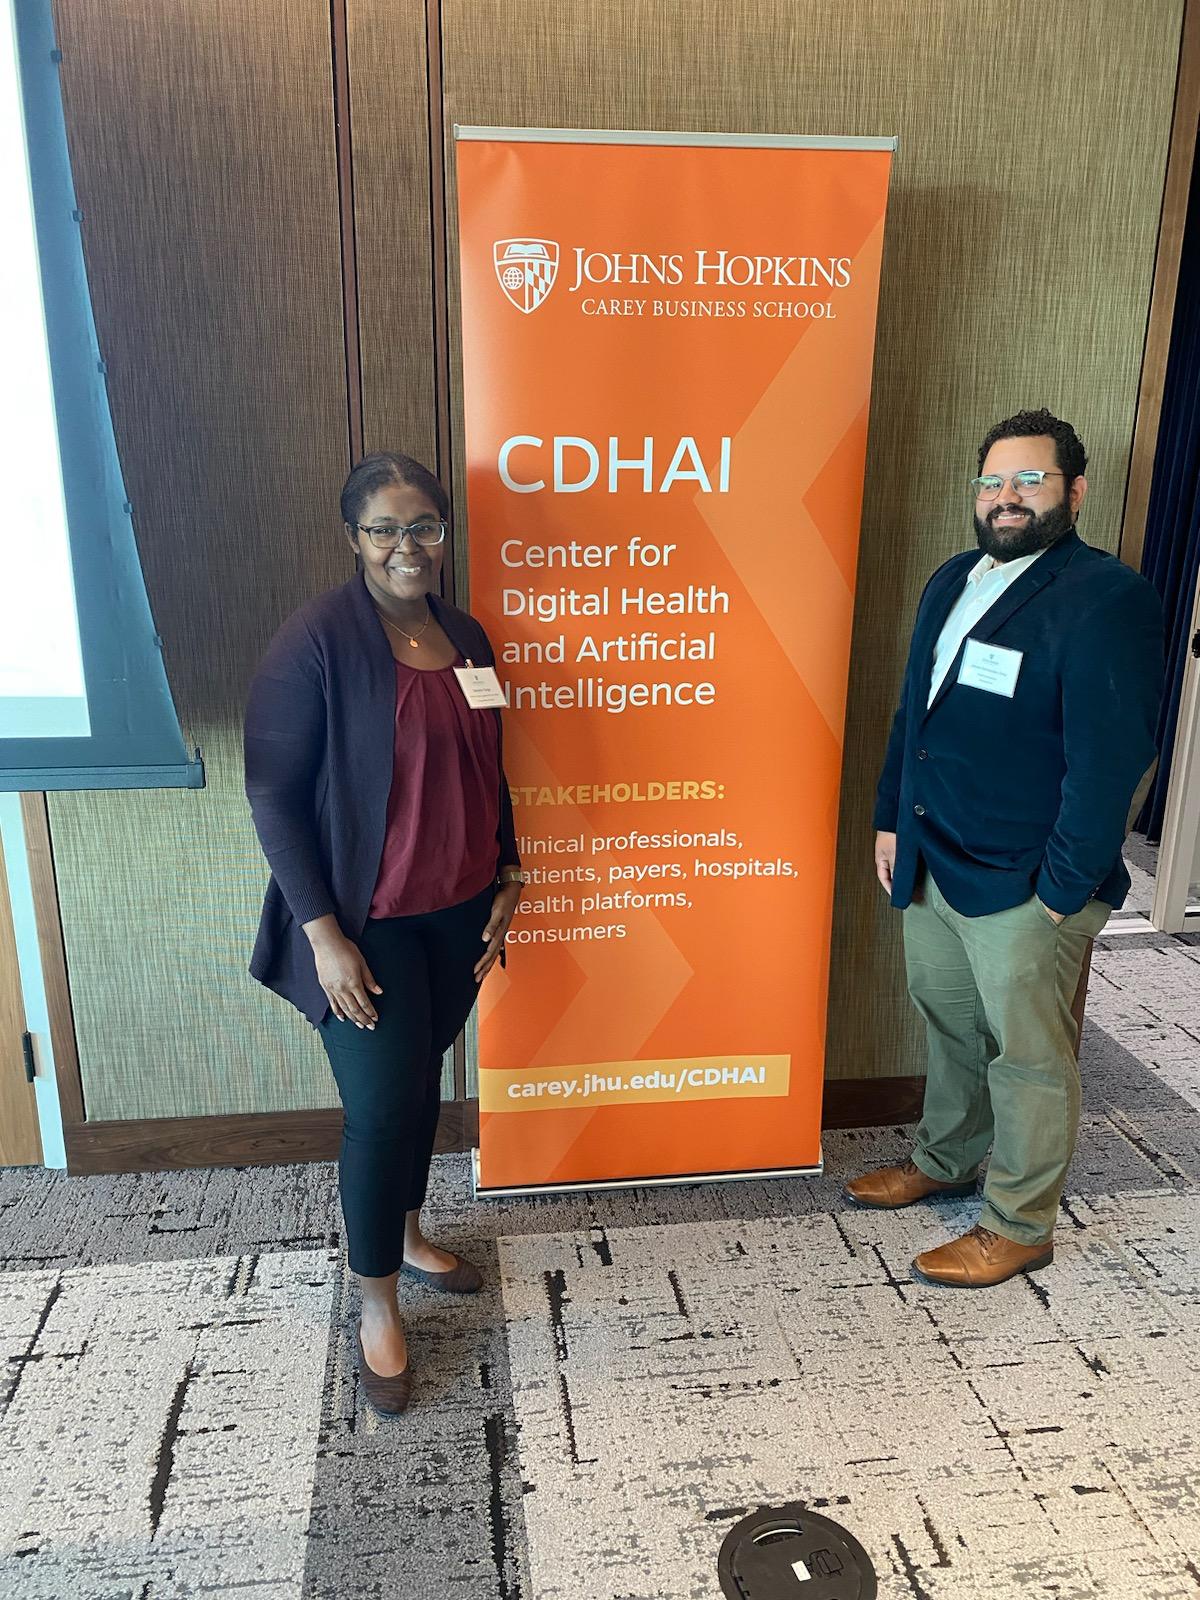 JOHNS HOPKINS
CAREY BUSINESS SCHOOL
CDHAI
Center for
Digital Health
and Artificial
Intelligence
STAKEHOLDERS:
clinical professionals,
patients, payers, hospitals,
health platforms,
consumers
carey.jhu.edu/CDHAI